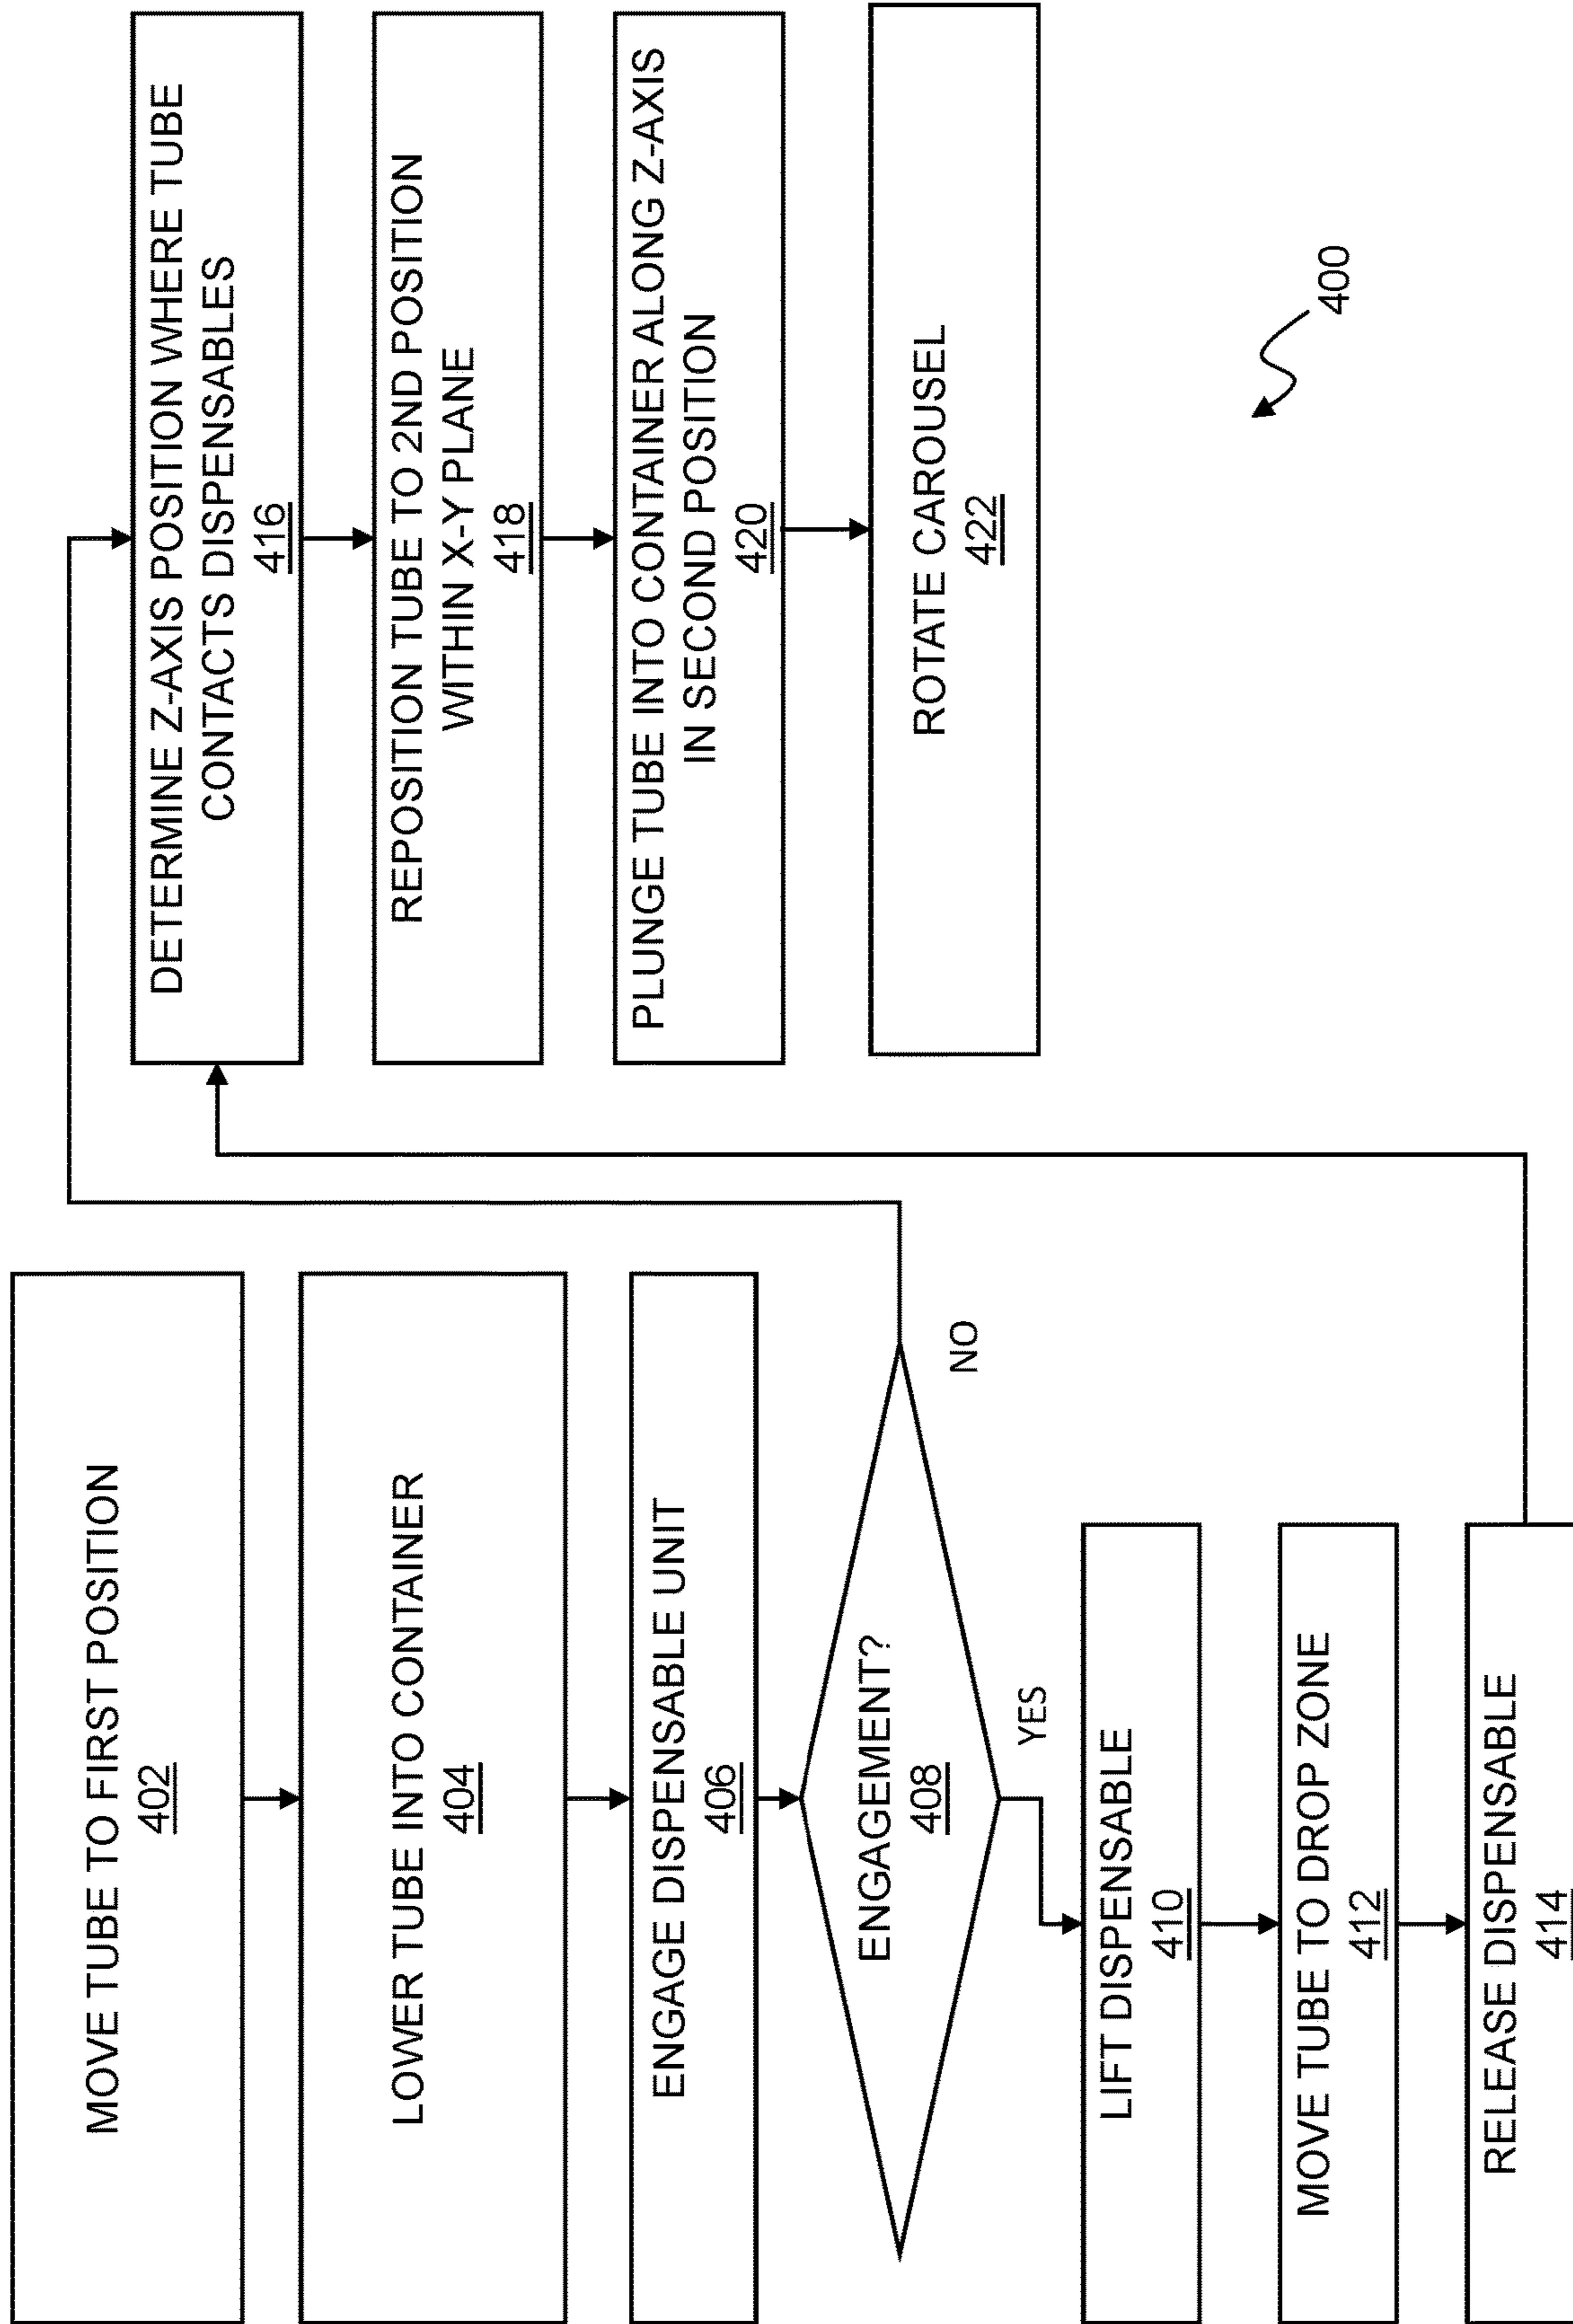 MOVE TUBE TO FIRST POSITION
402
LOWER TUBE INTO CONTAINER
404
ENGAGE DISPENSABLE UNIT
406
ENGAGEMENT?
408
YES
NO
LIFT DISPENSABLE
410
MOVE TUBE TO DROP ZONE
412
RELEASE DISPENSABLE
414
DETERMINE Z-AXIS POSITION WHERE TUBE
CONTACTS DISPENSABLES
416
REPOSITION TUBE TO 2ND POSITION
WITHIN X-Y PLANE
418
PLUNGE TUBE INTO CONTAINER ALONG Z-AXIS
IN SECOND POSITION
420
ROTATE CAROUSEL
422
400